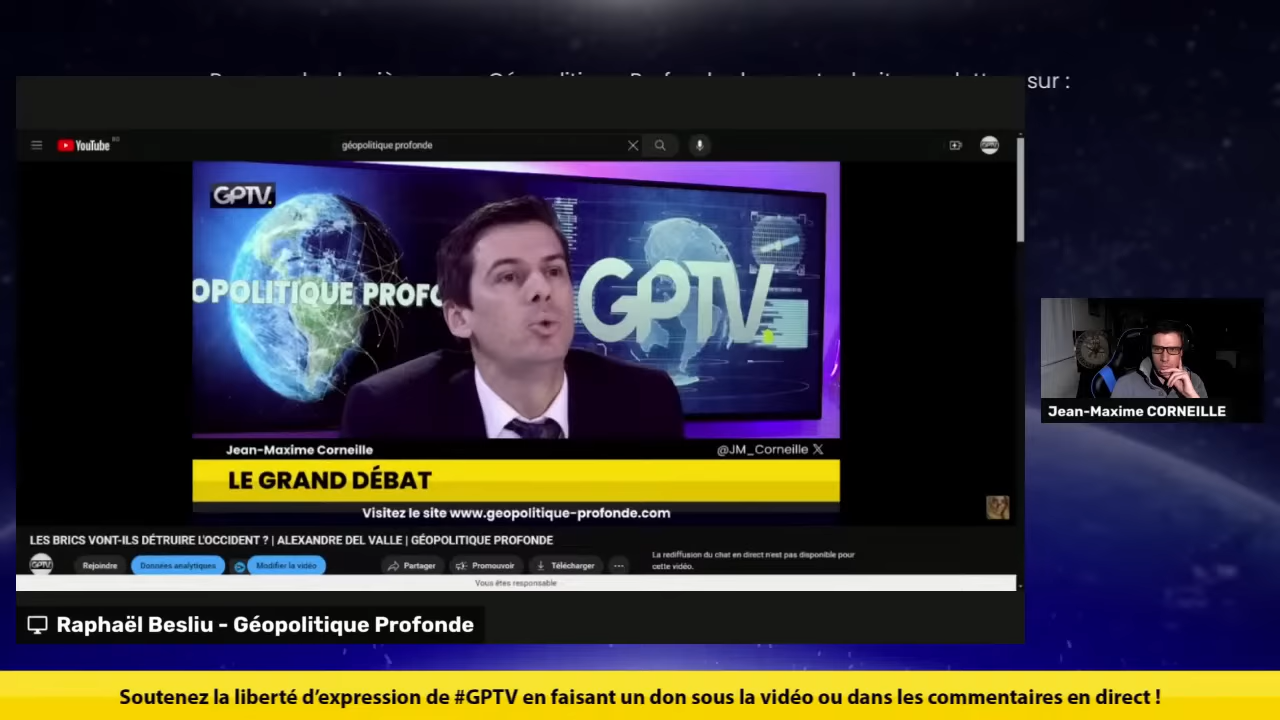 sur :
YouTube
géopolitique profonde
GPTV.
OPOLITIQUE PROFO
GPTV.
Jean-Maxime Corneille
@JM_Corneille X
LE GRAND DÉBAT
Visitez le site www.geopolitique-profonde.com
LES BRICS VONT-ILS DÉTRUIRE L'OCCIDENT ? | ALEXANDRE DEL VALLE | GÉOPOLITIQUE PROFONDE
GPTV
Rejoindre
Données analytiques
Modifier la vidéo
Partager
Promouvoir
Télécharger
La rediffusion du chat en direct n'est pas disponible pour
cette vidéo.
Vous êtes responsable
Jean-Maxime CORNEILLE
Raphaël Besliu - Géopolitique Profonde
Soutenez la liberté d'expression de #GPTV en faisant un don sous la vidéo ou dans les commentaires en direct !